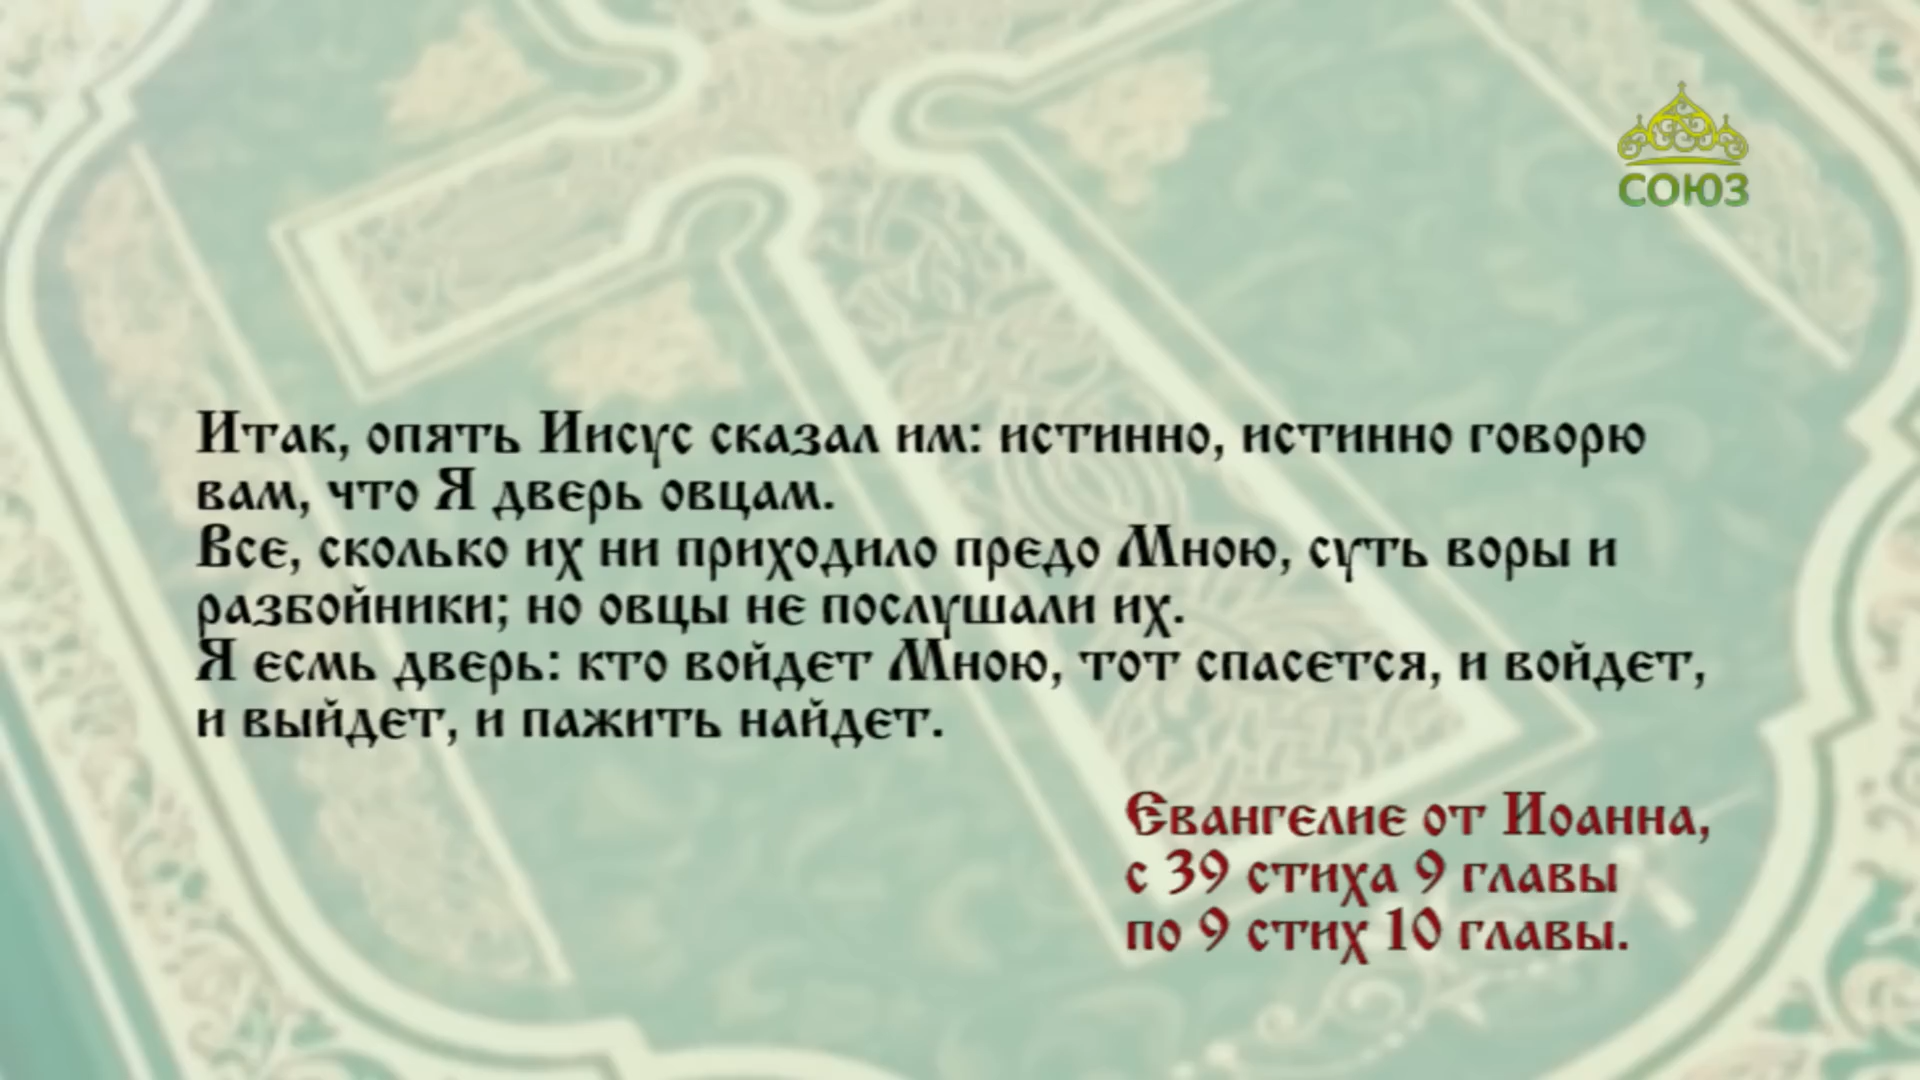 СОЮЗ
Итак, опять Иисус сказал им: истинно, истинно говорю
вам, что Я дверь овцам.
Все, сколько их ни приходило предо Мною, суть воры и
разбойники; но овцы не послушали их.
Я есмь дверь: кто войдет Мною, тот спасется, и войдет,
и выйдет, и пажить найдет.
Евангелие от Иоанна,
с 39 стиха 9 главы
по 9 стих 10 главы.